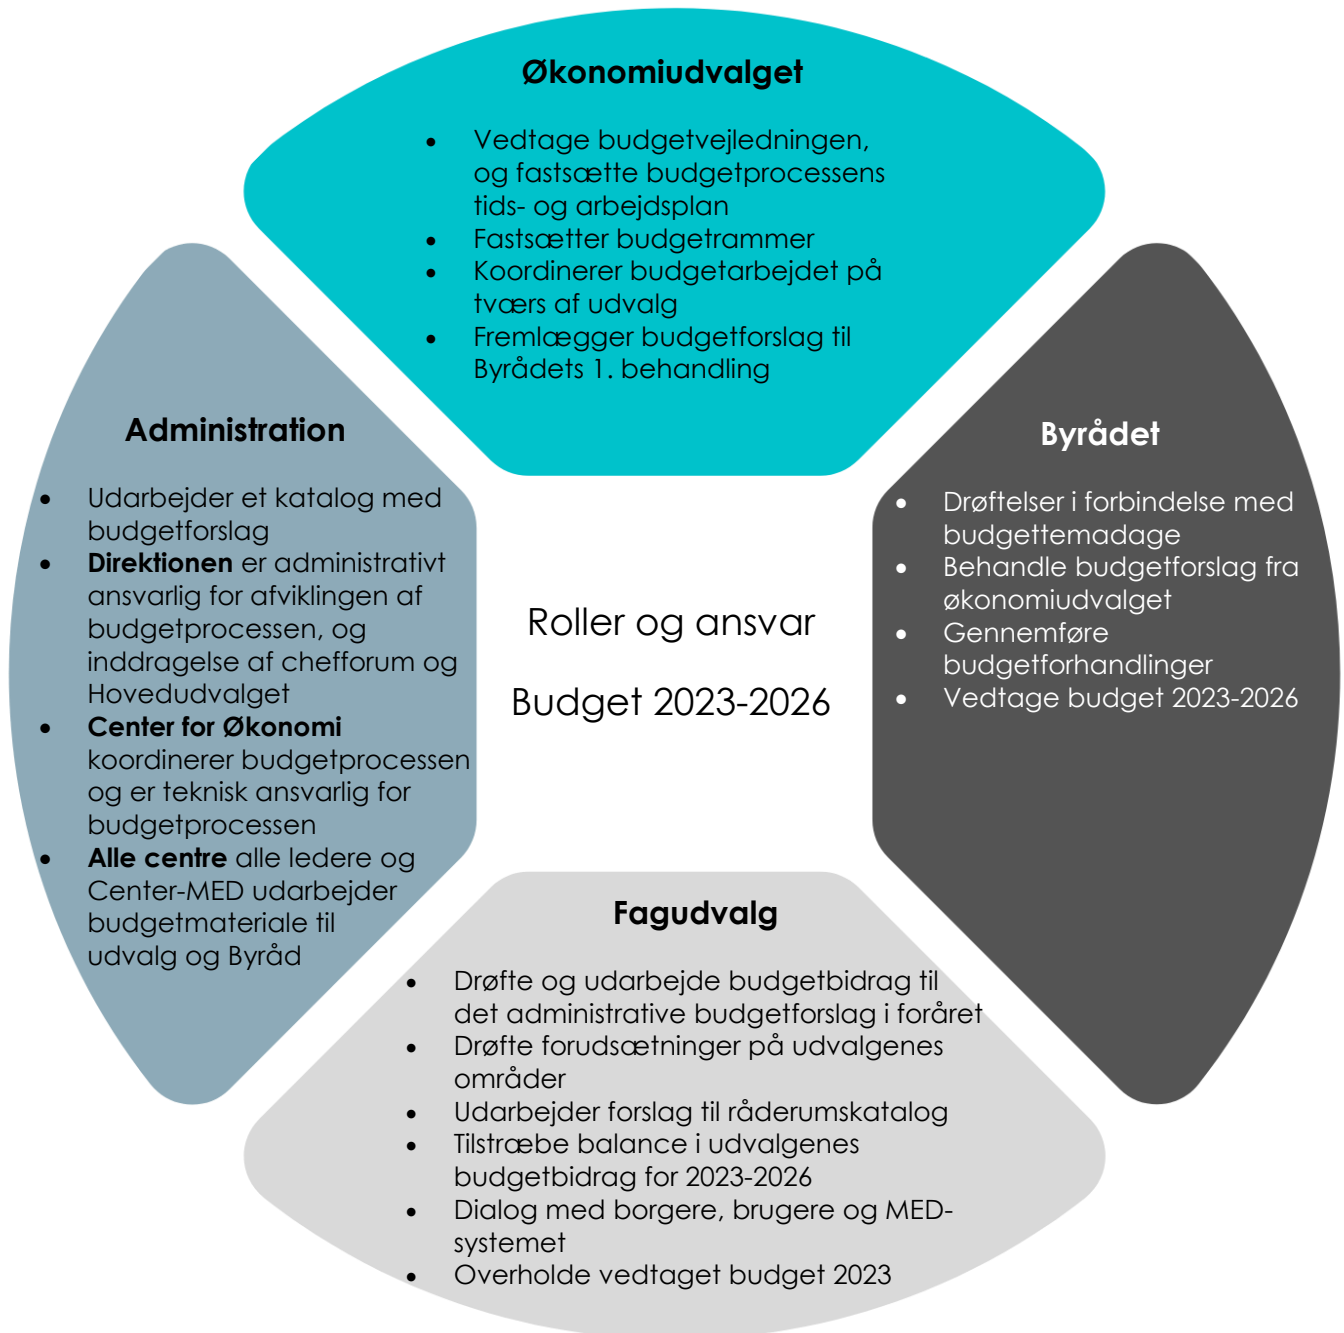 Økonomiudvalget
• Vedtage budgetvejledningen,
og fastsætte budgetprocessens
tids- og arbejdsplan
• Fastsætter budgetrammer
• Koordinerer budgetarbejdet på
tværs af udvalg
• Fremlægger budgetforslag til
Byrådets 1. behandling
Administration
• Udarbejder et katalog med
budgetforslag
• Direktionen er administrativt
ansvarlig for afviklingen af
budgetprocessen, og
inddragelse af chefforum og
Hovedudvalget
• Center for Økonomi
koordinerer budgetprocessen
og er teknisk ansvarlig for
budgetprocessen
• Alle centre alle ledere og
Center-MED udarbejder
budgetmateriale til
udvalg og Byråd
Roller og ansvar
Budget 2023-2026
Byrådet
• Drøftelser i forbindelse med
budgettemadage
• Behandle budgetforslag fra
økonomiudvalget
• Gennemføre
budgetforhandlinger
• Vedtage budget 2023-2026
Fagudvalg
• Drøfte og udarbejde budgetbidrag til
det administrative budgetforslag i foråret
• Drøfte forudsætninger på udvalgenes
områder
• Udarbejder forslag til råderumskatalog
• Tilstræbe balance i udvalgenes
budgetbidrag for 2023-2026
• Dialog med borgere, brugere og MED-
systemet
• Overholde vedtaget budget 2023